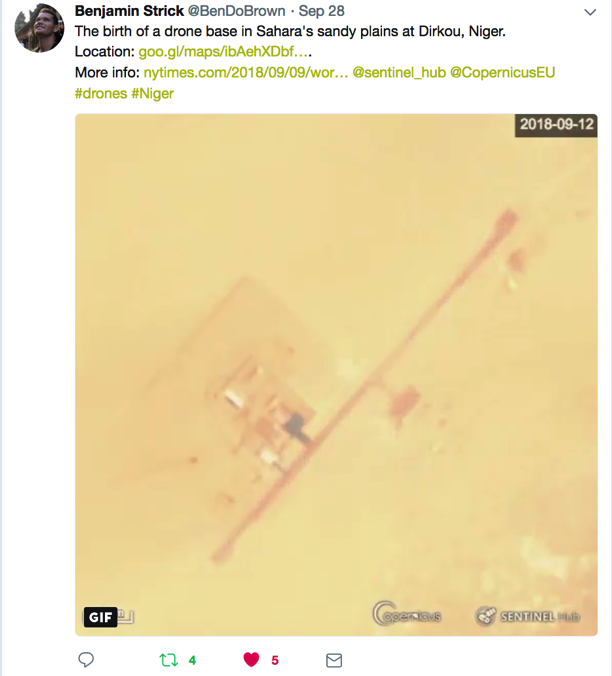 Benjamin Strick @BenDoBrown · Sep 28
The birth of a drone base in Sahara's sandy plains at Dirkou, Niger.
Location: goo.gl/maps/ibAehXDbf….
More info: nytimes.com/2018/09/09/wor… @sentinel_hub @CopernicusEU
#drones #Niger
2018-09-12
GIF
Copernicus
SENTINEL Hub
4
5